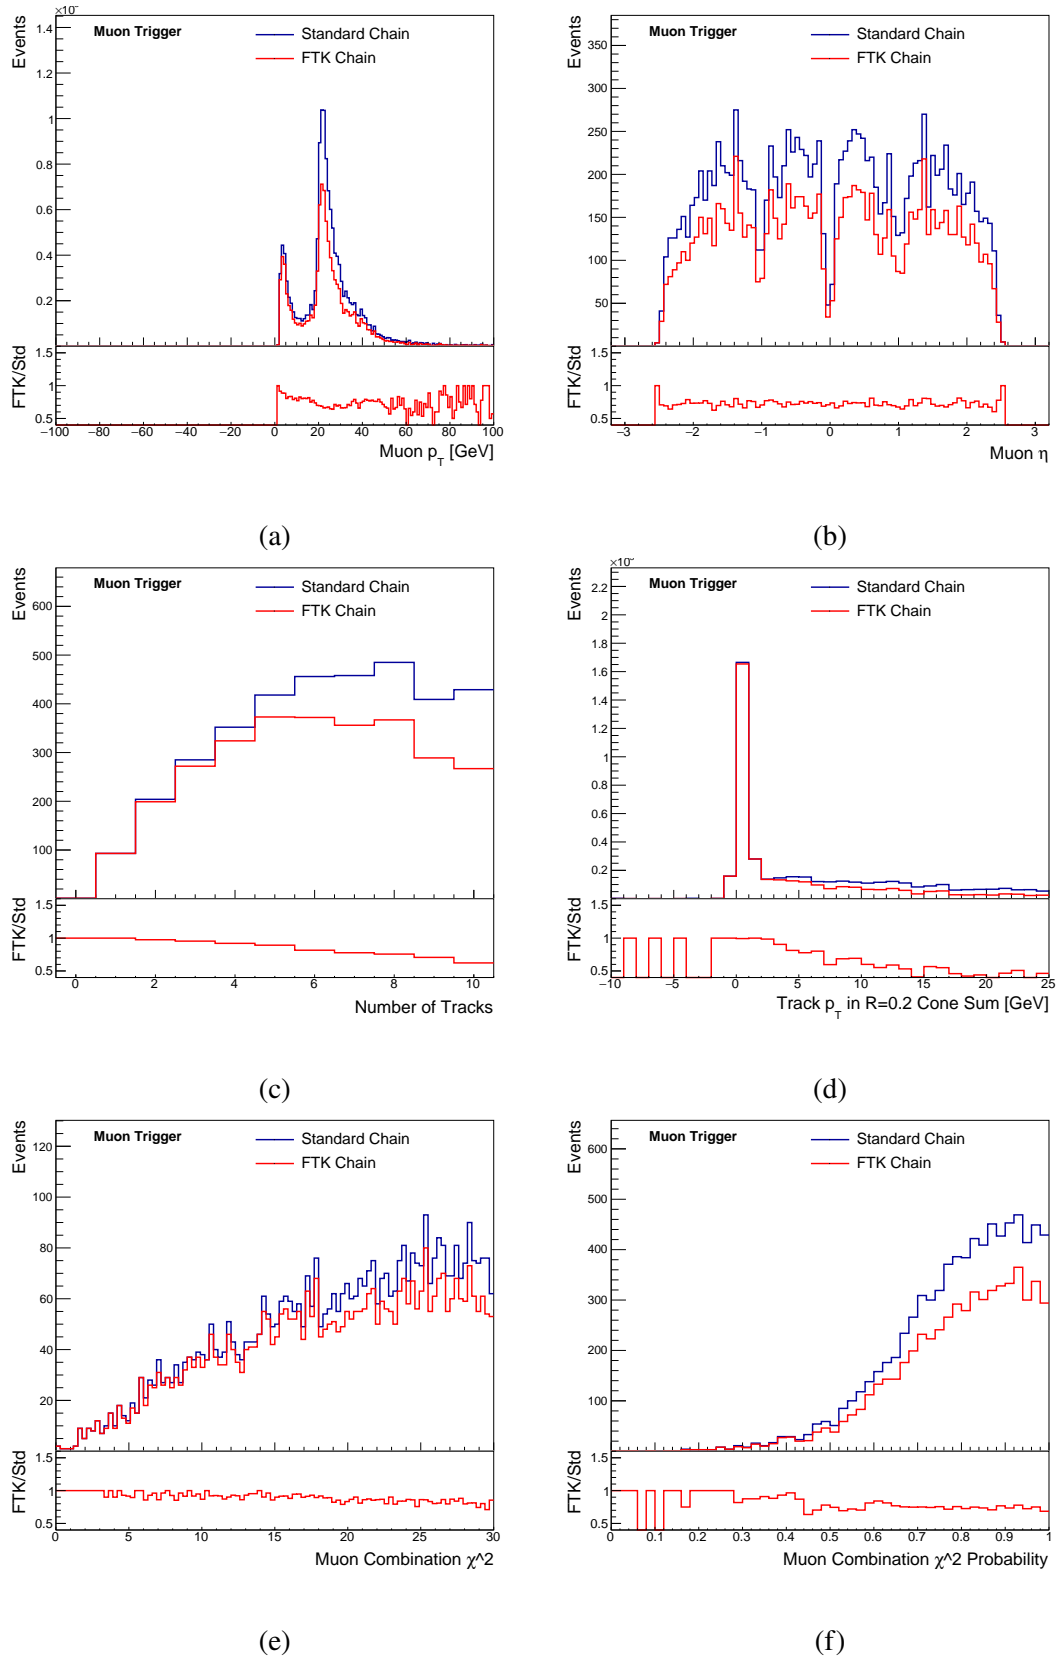 ×10
Events
Muon Trigger
Standard Chain
FTK Chain
1.4
1.2
1
0.8
0.6
0.4
0.2
FTK/Std
1.5
1
0.5
−100 −80 −60 −40 −20 0 20 40 60 80 100
Muon p_T [GeV]
(a)
Events
Muon Trigger
Standard Chain
FTK Chain
350
300
250
200
150
100
50
FTK/Std
1.5
1
0.5
−3 −2 −1 0 1 2 3
Muon η
(b)
Events
Muon Trigger
Standard Chain
FTK Chain
600
500
400
300
200
100
FTK/Std
1.5
1
0.5
0 2 4 6 8 10
Number of Tracks
(c)
×10
Events
Muon Trigger
Standard Chain
FTK Chain
2.2
2
1.8
1.6
1.4
1.2
1
0.8
0.6
0.4
0.2
FTK/Std
1.5
1
0.5
−10 −5 0 5 10 15 20 25
Track p_T in R=0.2 Cone Sum [GeV]
(d)
Events
Muon Trigger
Standard Chain
FTK Chain
120
100
80
60
40
20
FTK/Std
1.5
1
0.5
0 5 10 15 20 25 30
Muon Combination χ^2
(e)
Events
Muon Trigger
Standard Chain
FTK Chain
600
500
400
300
200
100
FTK/Std
1.5
1
0.5
0 0.1 0.2 0.3 0.4 0.5 0.6 0.7 0.8 0.9 1
Muon Combination χ^2 Probability
(f)